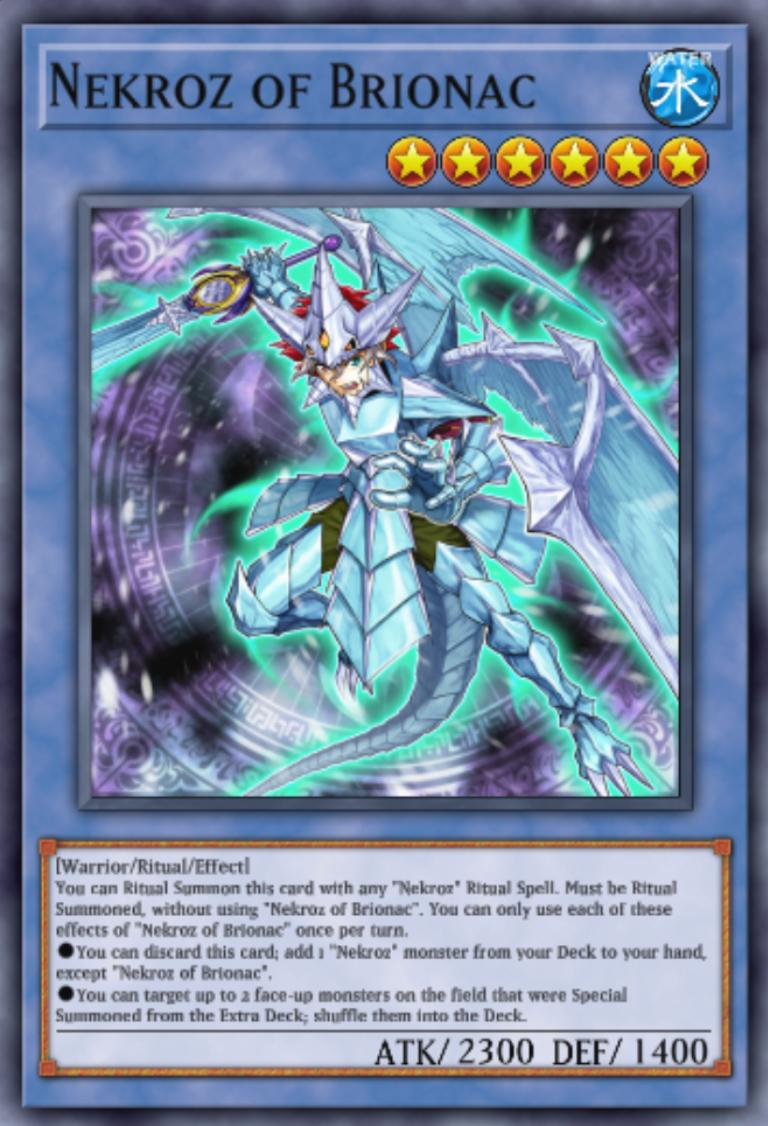 Nekroz of Brionac
WATER
水
[Warrior/Ritual/Effect]
You can Ritual Summon this card with any "Nekroz" Ritual Spell. Must be Ritual
Summoned, without using "Nekroz of Brionac". You can only use each of these
effects of "Nekroz of Brionac" once per turn.
●You can discard this card; add 1 "Nekroz" monster from your Deck to your hand,
except "Nekroz of Brionac".
●You can target up to 2 face-up monsters on the field that were Special
Summoned from the Extra Deck; shuffle them into the Deck.
ATK/ 2300 DEF/ 1400